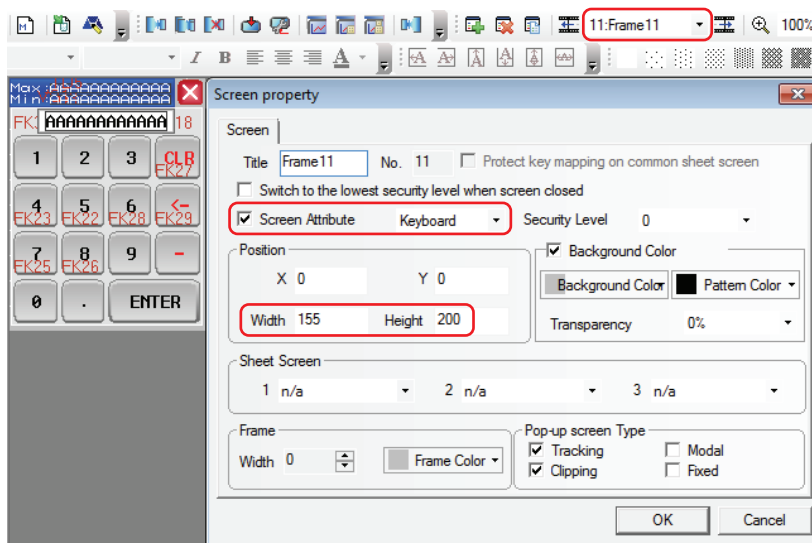 11:Frame11
100%
I B A
Max:AAAAAAAAAAAA
Min:AAAAAAAAAAAA
AAAAAAAAAAAA 18
1 2 3 CLR
FK27
4 5 6 <-
FK23 FK22 FK28 FK29
7 8 9 -
FK25 FK26
0 . ENTER
Screen property
Screen
Title Frame11 No. 11 Protect key mapping on common sheet screen
Switch to the lowest security level when screen closed
Screen Attribute Keyboard Security Level 0
Position
X 0 Y 0
Width 155 Height 200
Background Color
Background Color Pattern Color
Transparency 0%
Sheet Screen
1 n/a 2 n/a 3 n/a
Frame
Width 0 Frame Color
Pop-up screen Type
Tracking Modal
Clipping Fixed
OK Cancel